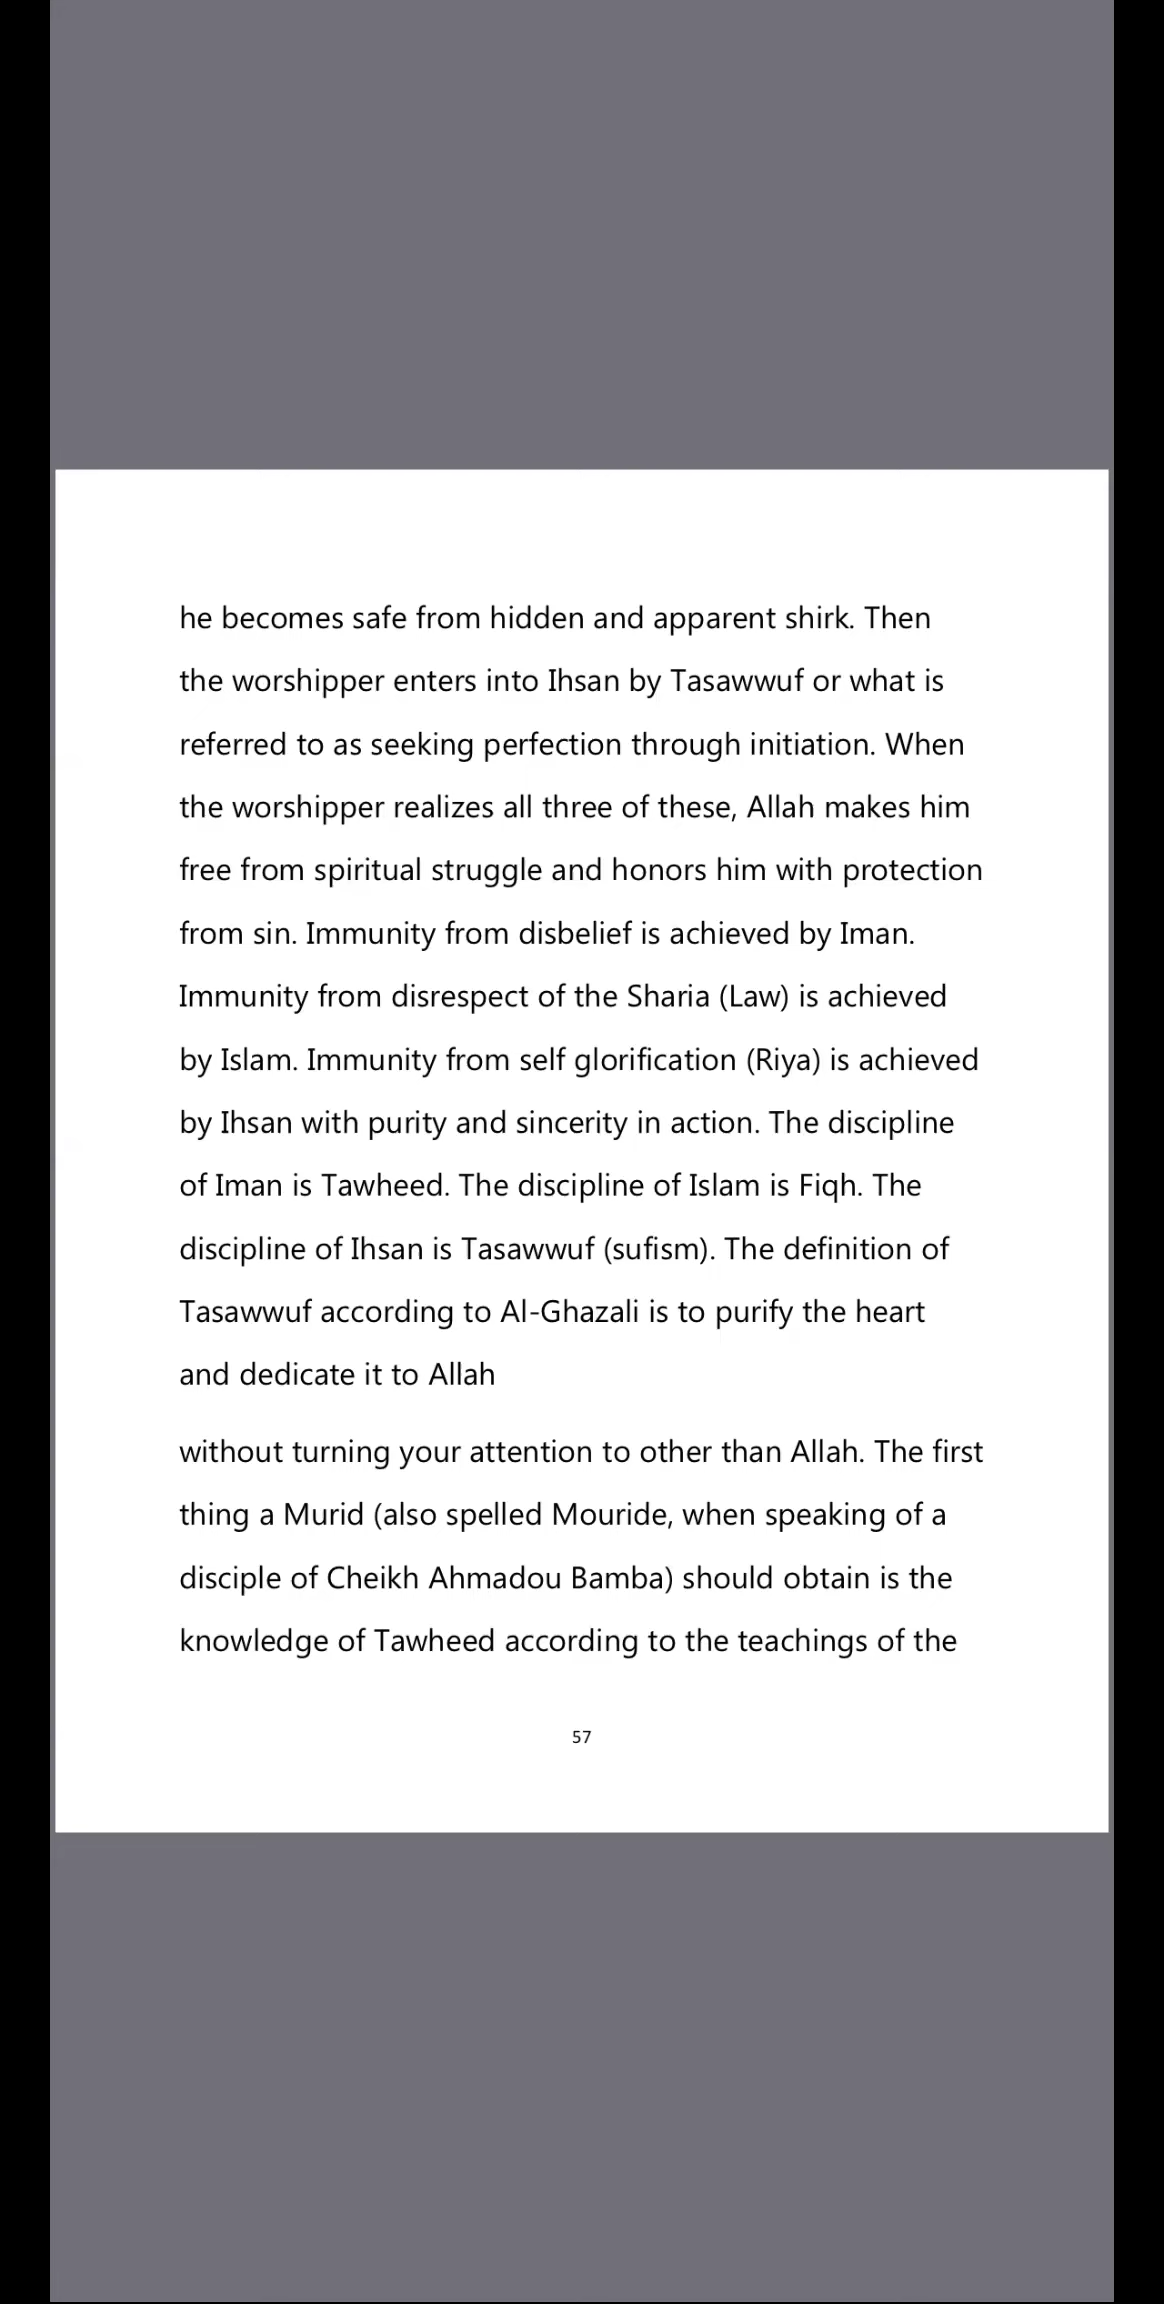 he becomes safe from hidden and apparent shirk. Then
the worshipper enters into Ihsan by Tasawwuf or what is
referred to as seeking perfection through initiation. When
the worshipper realizes all three of these, Allah makes him
free from spiritual struggle and honors him with protection
from sin. Immunity from disbelief is achieved by Iman.
Immunity from disrespect of the Sharia (Law) is achieved
by Islam. Immunity from self glorification (Riya) is achieved
by Ihsan with purity and sincerity in action. The discipline
of Iman is Tawheed. The discipline of Islam is Fiqh. The
discipline of Ihsan is Tasawwuf (sufism). The definition of
Tasawwuf according to Al-Ghazali is to purify the heart
and dedicate it to Allah
without turning your attention to other than Allah. The first
thing a Murid (also spelled Mouride, when speaking of a
disciple of Cheikh Ahmadou Bamba) should obtain is the
knowledge of Tawheed according to the teachings of the
57